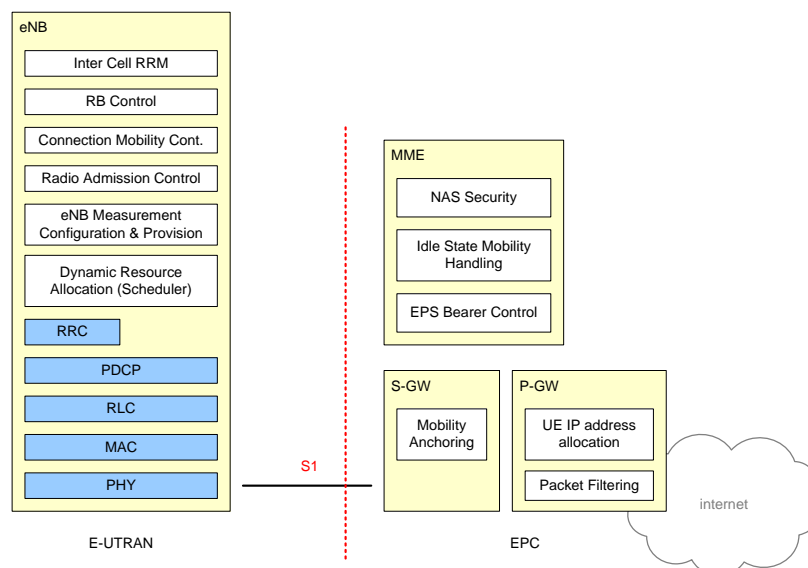 eNB
Inter Cell RRM
RB Control
Connection Mobility Cont.
Radio Admission Control
eNB Measurement
Configuration & Provision
Dynamic Resource
Allocation (Scheduler)
RRC
PDCP
RLC
MAC
PHY
S1
MME
NAS Security
Idle State Mobility
Handling
EPS Bearer Control
S-GW
Mobility
Anchoring
P-GW
UE IP address
allocation
Packet Filtering
internet
E-UTRAN
EPC